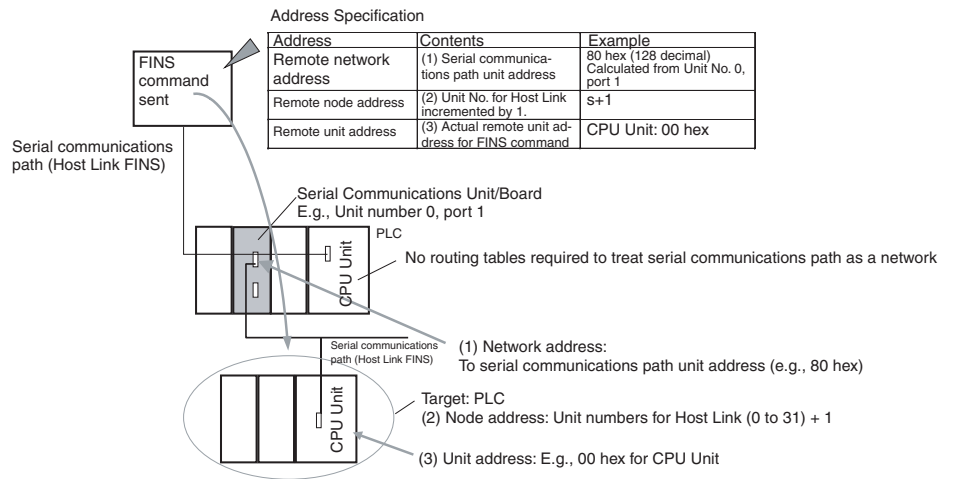 Address Specification
Address Contents Example
Remote network address (1) Serial communica-tions path unit address 80 hex (128 decimal) Calculated from Unit No. 0, port 1
Remote node address (2) Unit No. for Host Link incremented by 1. s+1
Remote unit address (3) Actual remote unit ad-dress for FINS command CPU Unit: 00 hex
FINS
command
sent
Serial communications
path (Host Link FINS)
Serial Communications Unit/Board
E.g., Unit number 0, port 1
PLC
CPU Unit
No routing tables required to treat serial communications path as a network
Serial communications
path (Host Link FINS)
(1) Network address:
To serial communications path unit address (e.g., 80 hex)
CPU Unit
Target: PLC
(2) Node address: Unit numbers for Host Link (0 to 31) + 1
(3) Unit address: E.g., 00 hex for CPU Unit